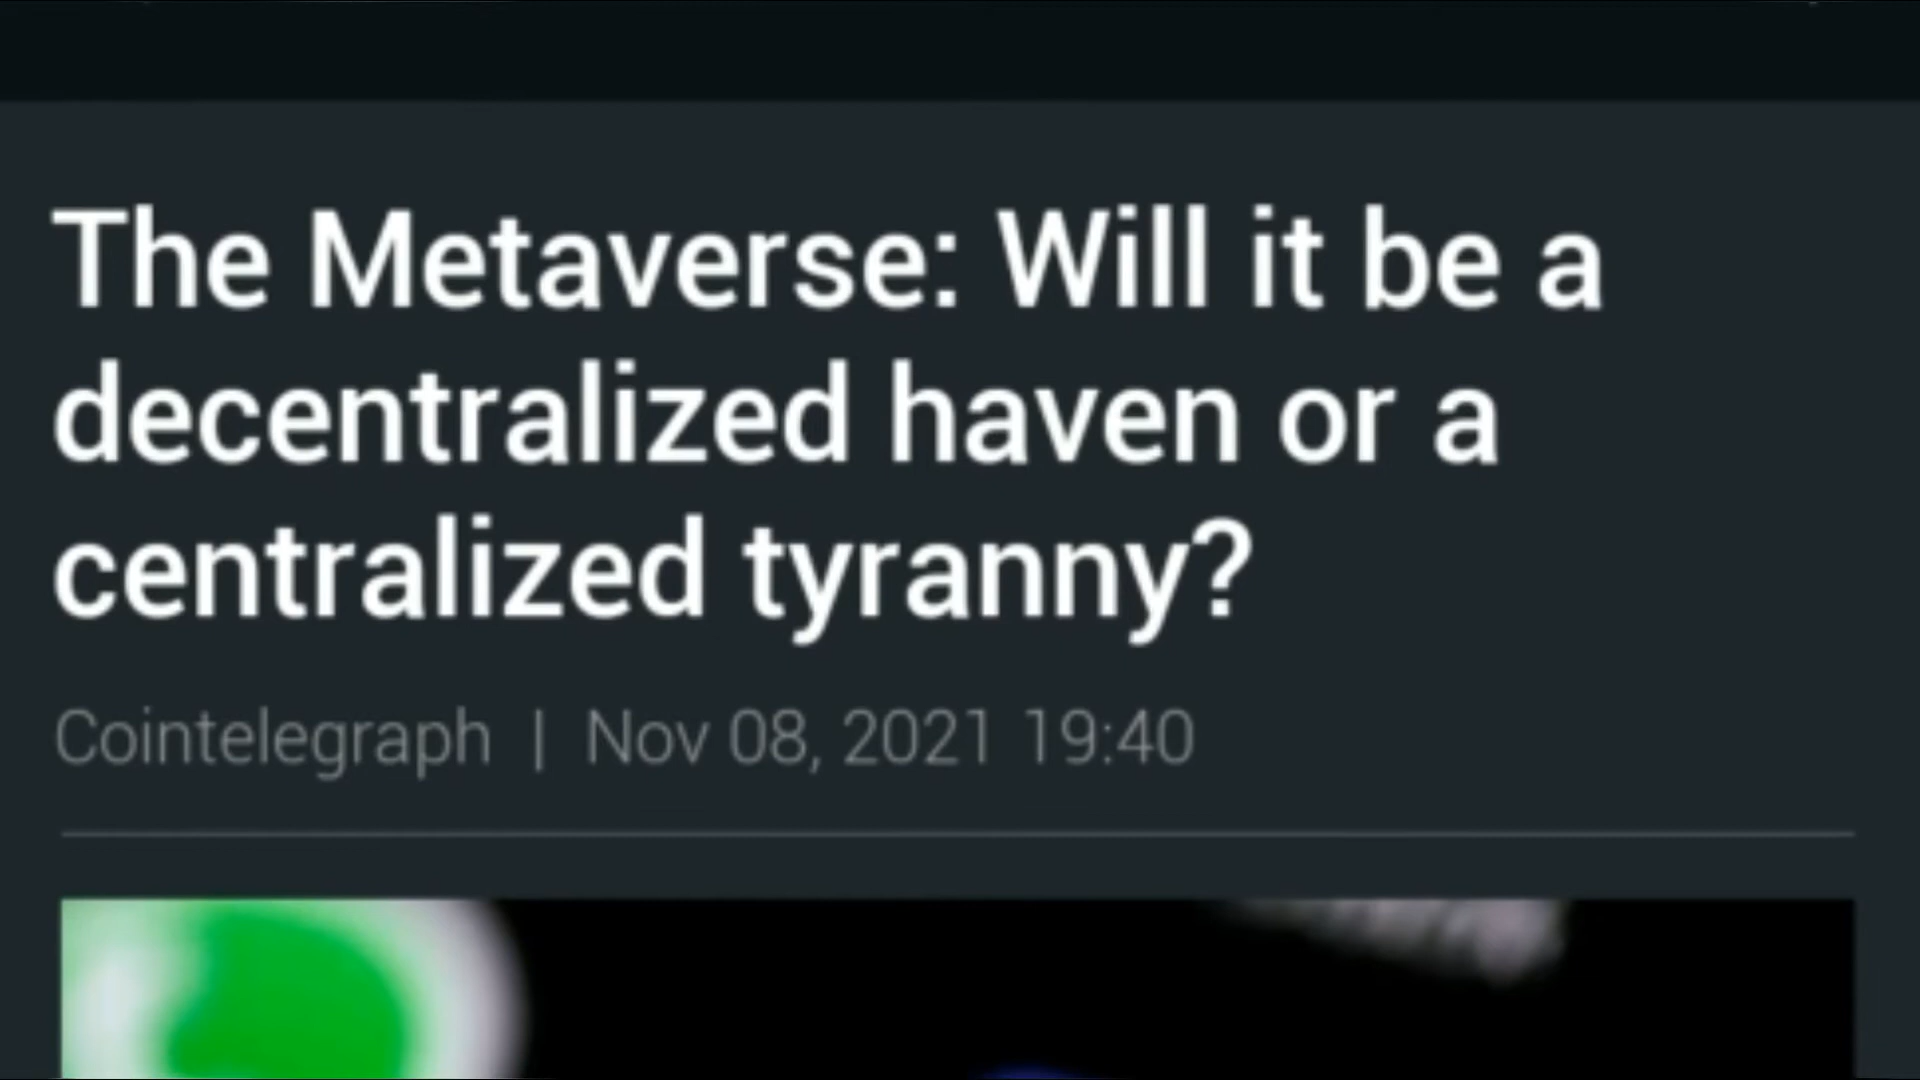 The Metaverse: Will it be a
decentralized haven or a
centralized tyranny?
Cointelegraph | Nov 08, 2021 19:40